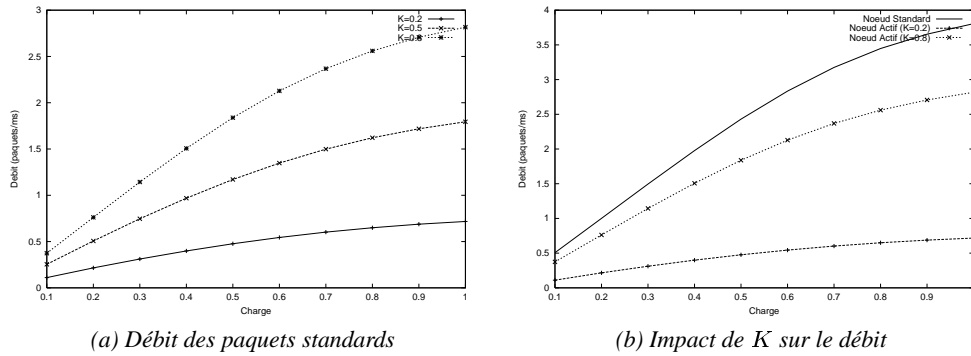 3
2.5
2
1.5
1
0.5
0
Debit (paquets/ms)
K=0.2
K=0.5
0.1 0.2 0.3 0.4 0.5 0.6 0.7 0.8 0.9 1
Charge
(a) Débit des paquets standards
4
3.5
3
2.5
2
1.5
1
0.5
0
Debit (paquets/ms)
Noeud Standard
Noeud Actif (K=0.2)
Noeud Actif (K=0.8)
0.1 0.2 0.3 0.4 0.5 0.6 0.7 0.8 0.9
Charge
(b) Impact de K sur le débit